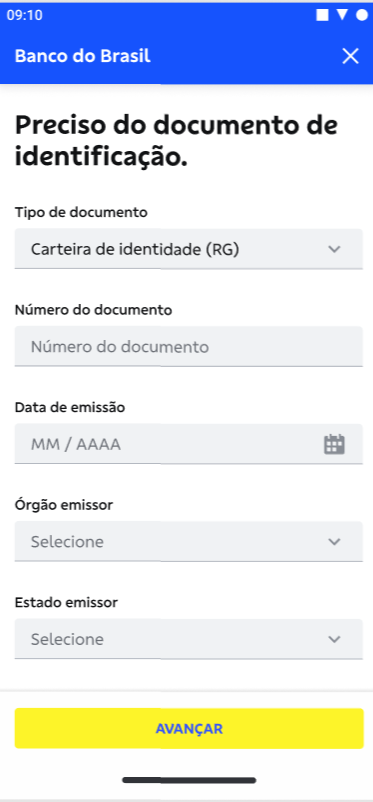 09:10
Banco do Brasil
Preciso do documento de
identificação.
Tipo de documento
Carteira de identidade (RG)
Número do documento
Número do documento
Data de emissão
MM / AAAA
Órgão emissor
Selecione
Estado emissor
Selecione
AVANÇAR